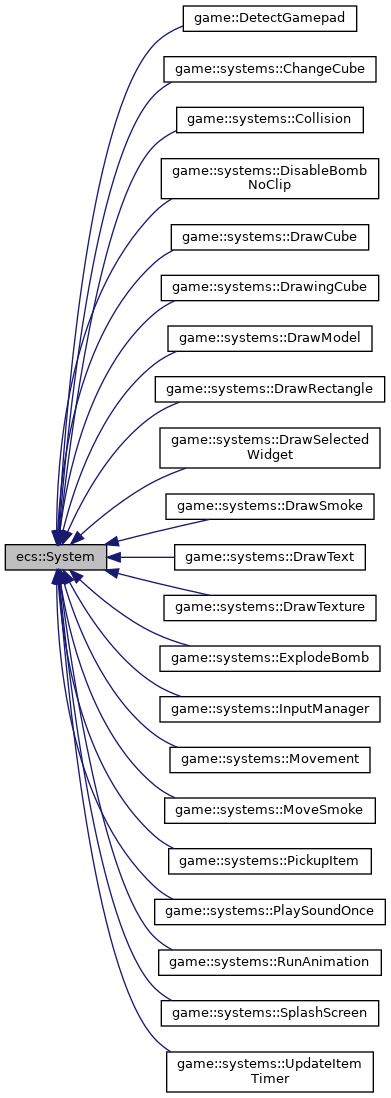 game::DetectGamepad
game::systems::ChangeCube
game::systems::Collision
game::systems::DisableBomb
NoClip
game::systems::DrawCube
game::systems::DrawingCube
game::systems::DrawModel
game::systems::DrawRectangle
game::systems::DrawSelected
Widget
game::systems::DrawSmoke
ecs::System
game::systems::DrawText
game::systems::DrawTexture
game::systems::ExplodeBomb
game::systems::InputManager
game::systems::Movement
game::systems::MoveSmoke
game::systems::PickupItem
game::systems::PlaySoundOnce
game::systems::RunAnimation
game::systems::SplashScreen
game::systems::UpdateItem
Timer